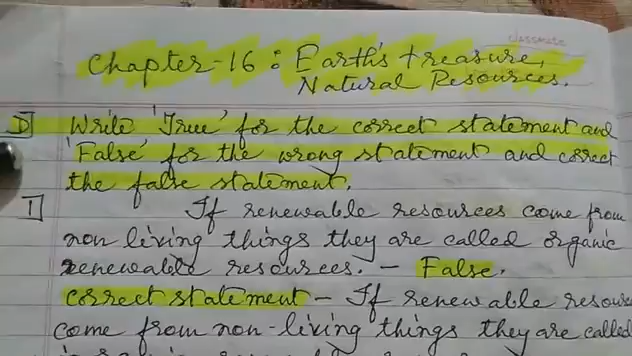 classmate
Chapter-16 : Earth's treasure,
Natural Resources.
D] Write 'True' for the correct statement and
'False' for the wrong statement and correct
the false statement.
1] If renewable resources come from
non living things they are called organic
renewable resources. - False.
correct statement - If renewable
come from non-living things they are called